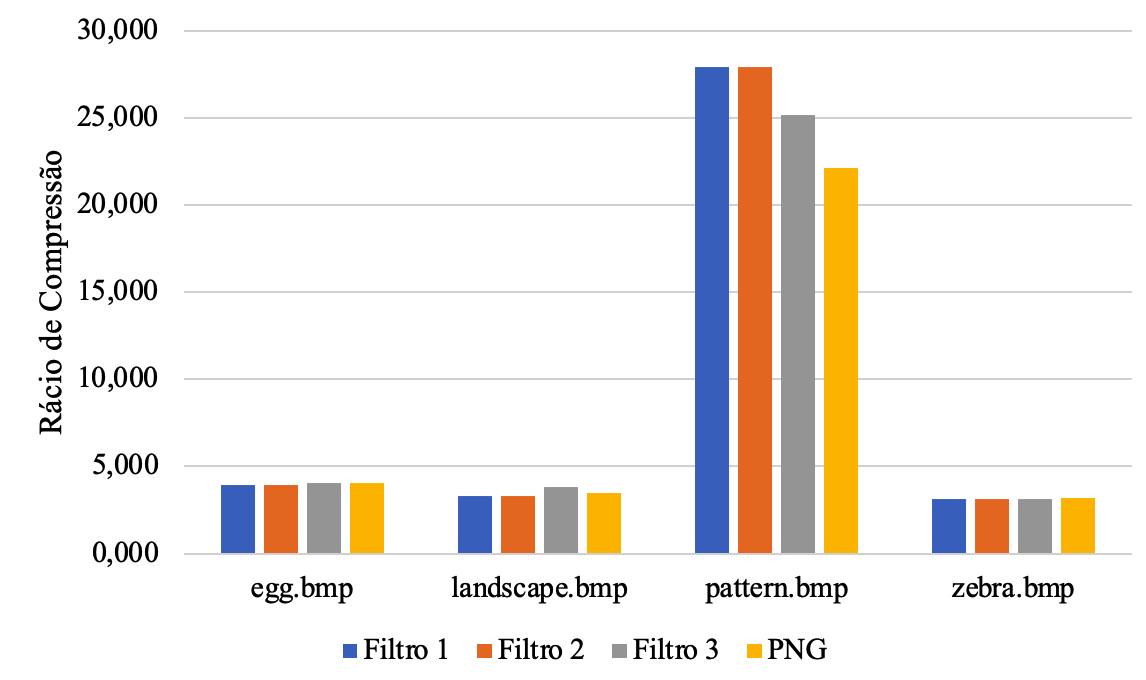 30,000
25,000
20,000
15,000
10,000
5,000
0,000
Rácio de Compressão
egg.bmp landscape.bmp pattern.bmp zebra.bmp
Filtro 1 Filtro 2 Filtro 3 PNG